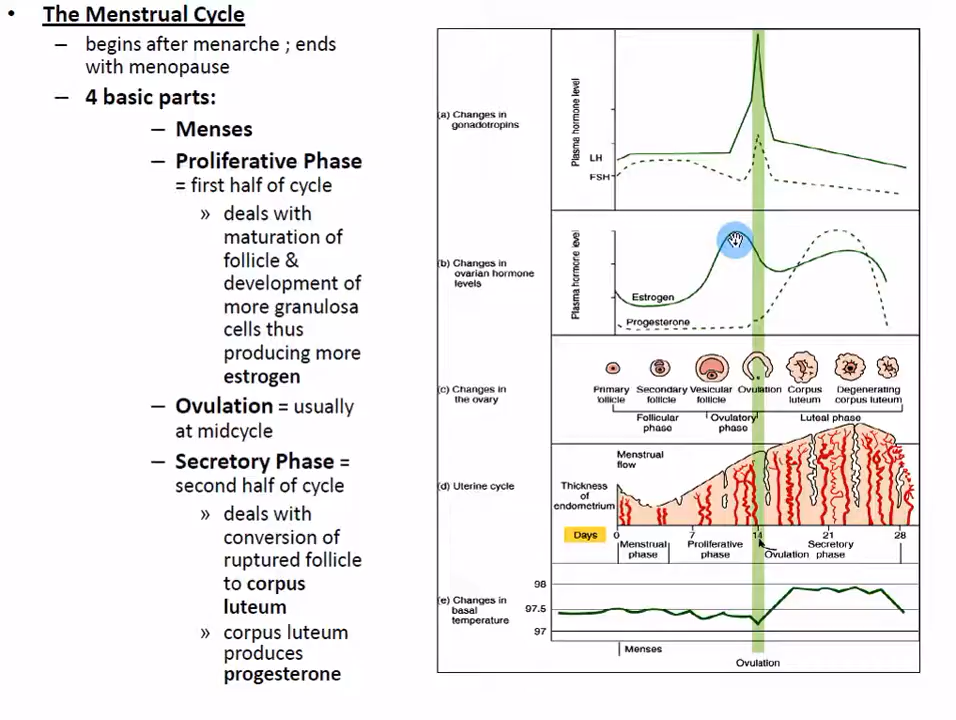 • The Menstrual Cycle
– begins after menarche ; ends
with menopause
– 4 basic parts:
– Menses
– Proliferative Phase
= first half of cycle
» deals with
maturation of
follicle &
development of
more granulosa
cells thus
producing more
estrogen
– Ovulation = usually
at midcycle
– Secretory Phase =
second half of cycle
» deals with
conversion of
ruptured follicle
to corpus
luteum
» corpus luteum
produces
progesterone
(a) Changes in
gonadotropins
Plasma hormone level
LH
FSH
(b) Changes in
ovarian hormone
levels
Plasma hormone level
Estrogen
Progesterone
(c) Changes in
the ovary
Primary
follicle
Secondary
follicle
Vesicular
follicle
Ovulation
Corpus
luteum
Degenerating
corpus luteum
Follicular
phase
Ovulatory
phase
Luteal phase
(d) Uterine cycle
Menstrual
flow
Thickness
of
endometrium
Days 0 7 14 21 28
Menstrual
phase
Proliferative
phase
Ovulation
Secretory
phase
(e) Changes in
basal
temperature
98
97.5
97
Menses
Ovulation